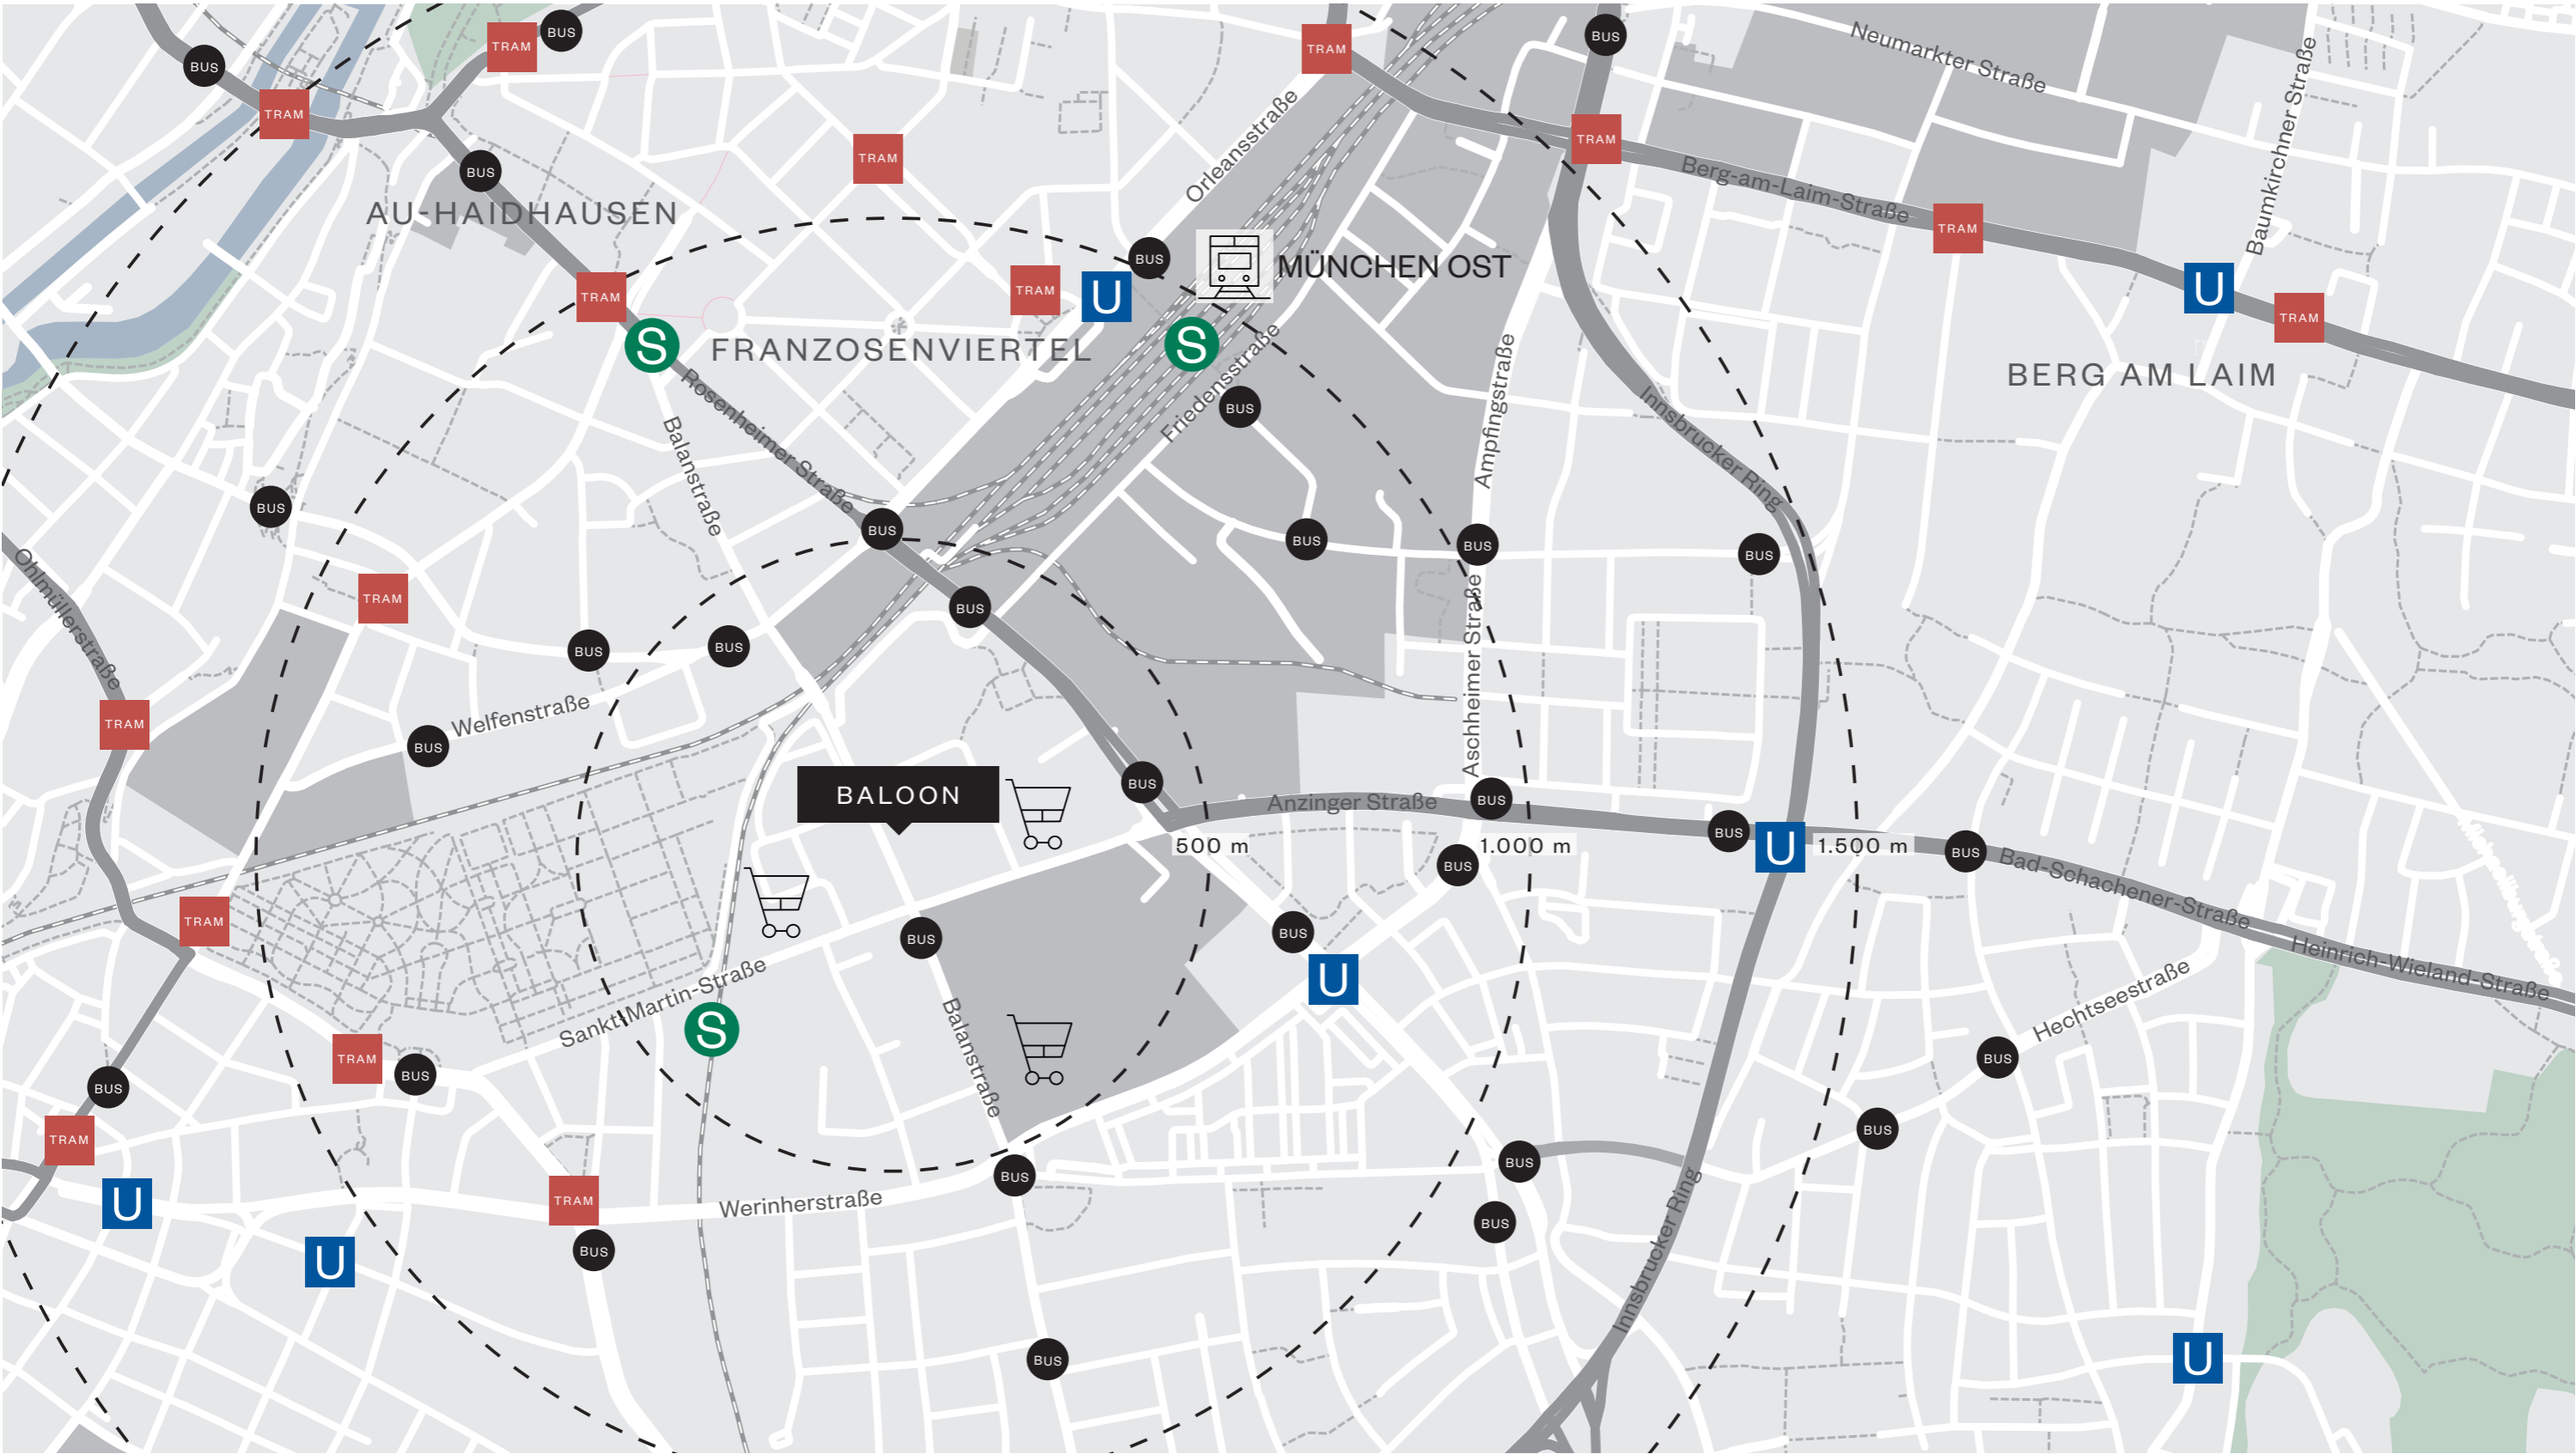 BUS
TRAM
BUS
TRAM
BUS
TRAM
TRAM
BUS
Neumarkter Straße
Baumkirchner Straße
Orleansstraße
TRAM
TRAM
Berg-am-Laim-Straße
BUS
AU-HAIDHAUSEN
TRAM
BUS
MÜNCHEN OST
TRAM
TRAM
U
U
TRAM
S
FRANZOSENVIERTEL
S
BERG AM LAIM
Rosenheimer Straße
Friedensstraße
Ampfingstraße
Innsbrucker Ring
BUS
Balanstraße
BUS
BUS
BUS
BUS
BUS
Ohlmüllerstraße
TRAM
BUS
BUS
BUS
Aschheimer Straße
TRAM
Welfenstraße
BUS
BALOON
BUS
Anzinger Straße
BUS
500 m
1.000 m
BUS
U
1.500 m
BUS
Bad-Schachener-Straße
BUS
TRAM
BUS
BUS
Heinrich-Wieland-Straße
U
Sankt-Martin-Straße
Hechtseestraße
S
Balanstraße
TRAM
BUS
BUS
BUS
TRAM
BUS
BUS
BUS
U
TRAM
Werinherstraße
BUS
Innsbrucker Ring
BUS
U
BUS
U